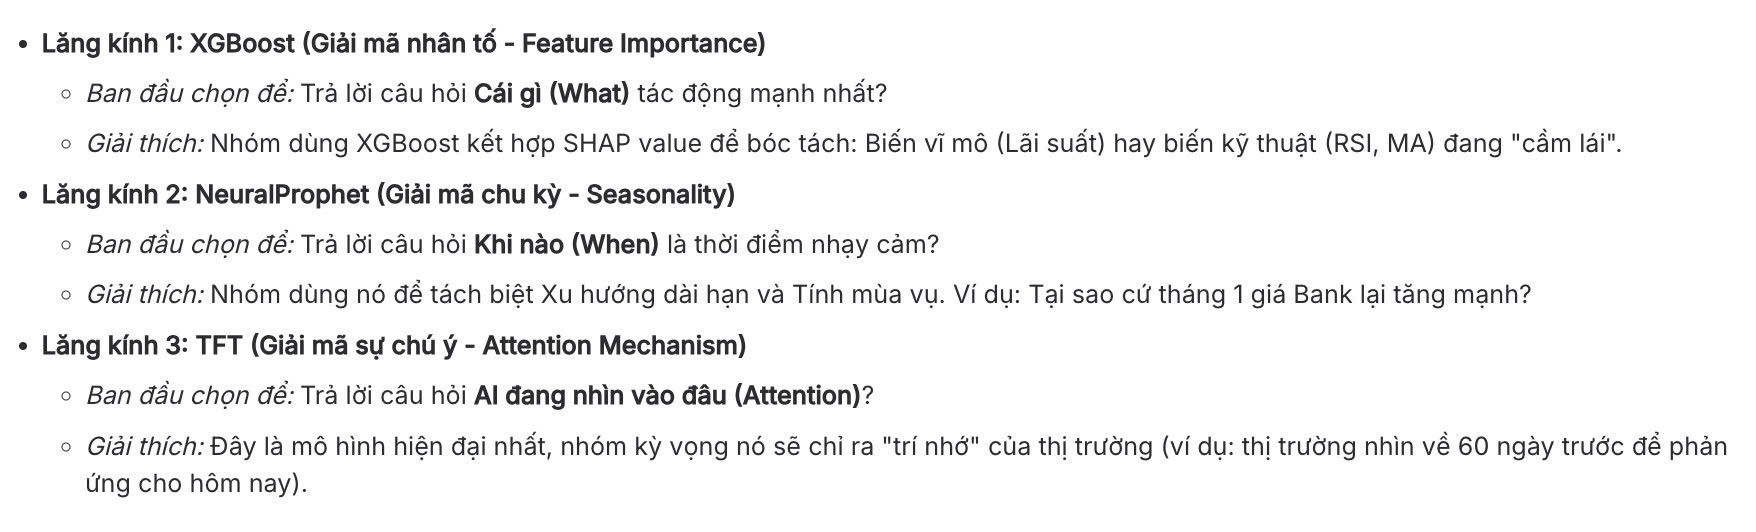 • Lăng kính 1: XGBoost (Giải mã nhân tố - Feature Importance)
◦ Ban đầu chọn để: Trả lời câu hỏi Cái gì (What) tác động mạnh nhất?
◦ Giải thích: Nhóm dùng XGBoost kết hợp SHAP value để bóc tách: Biến vĩ mô (Lãi suất) hay biến kỹ thuật (RSI, MA) đang "cầm lái".
• Lăng kính 2: NeuralProphet (Giải mã chu kỳ - Seasonality)
◦ Ban đầu chọn để: Trả lời câu hỏi Khi nào (When) là thời điểm nhạy cảm?
◦ Giải thích: Nhóm dùng nó để tách biệt Xu hướng dài hạn và Tính mùa vụ. Ví dụ: Tại sao cứ tháng 1 giá Bank lại tăng mạnh?
• Lăng kính 3: TFT (Giải mã sự chú ý - Attention Mechanism)
◦ Ban đầu chọn để: Trả lời câu hỏi AI đang nhìn vào đâu (Attention)?
◦ Giải thích: Đây là mô hình hiện đại nhất, nhóm kỳ vọng nó sẽ chỉ ra "trí nhớ" của thị trường (ví dụ: thị trường nhìn về 60 ngày trước để phản
ứng cho hôm nay).